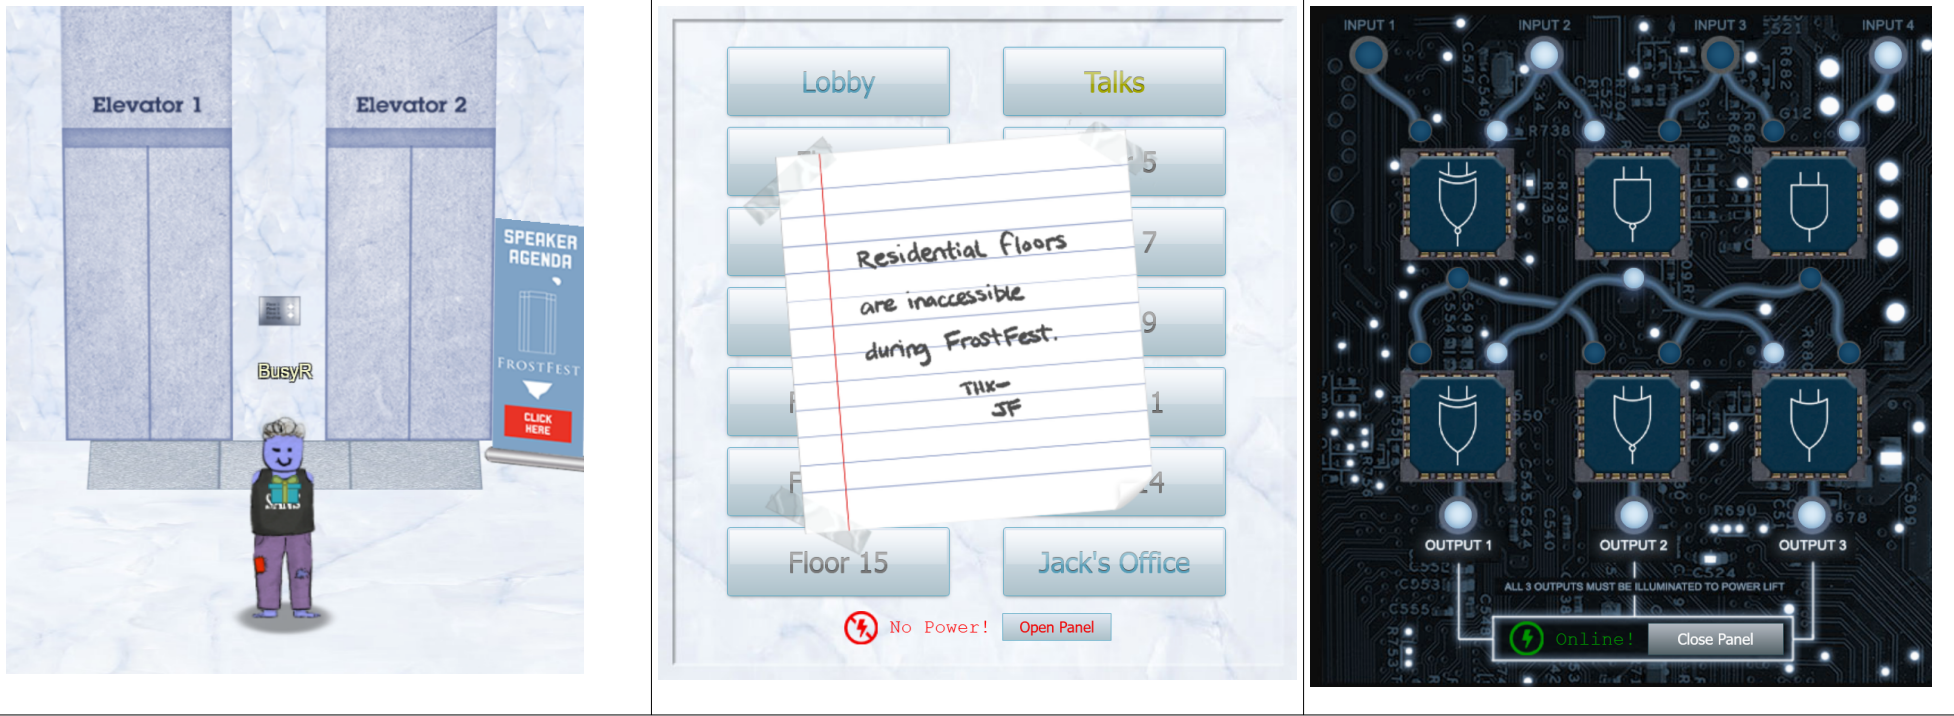 Elevator 1
Elevator 2
SPEAKER
AGENDA
FROSTFEST
CLICK
HERE
BusyR
Lobby
Talks
5
7
9
1
14
Residential floors
are inaccessible
during FrostFest.
THX-
JF
Floor 15
Jack's Office
No Power!
Open Panel
INPUT 1
INPUT 2
INPUT 3
INPUT 4
R738
G12
OUTPUT 1
OUTPUT 2
OUTPUT 3
ALL 3 OUTPUTS MUST BE ILLUMINATED TO POWER LIFT
Online!
Close Panel